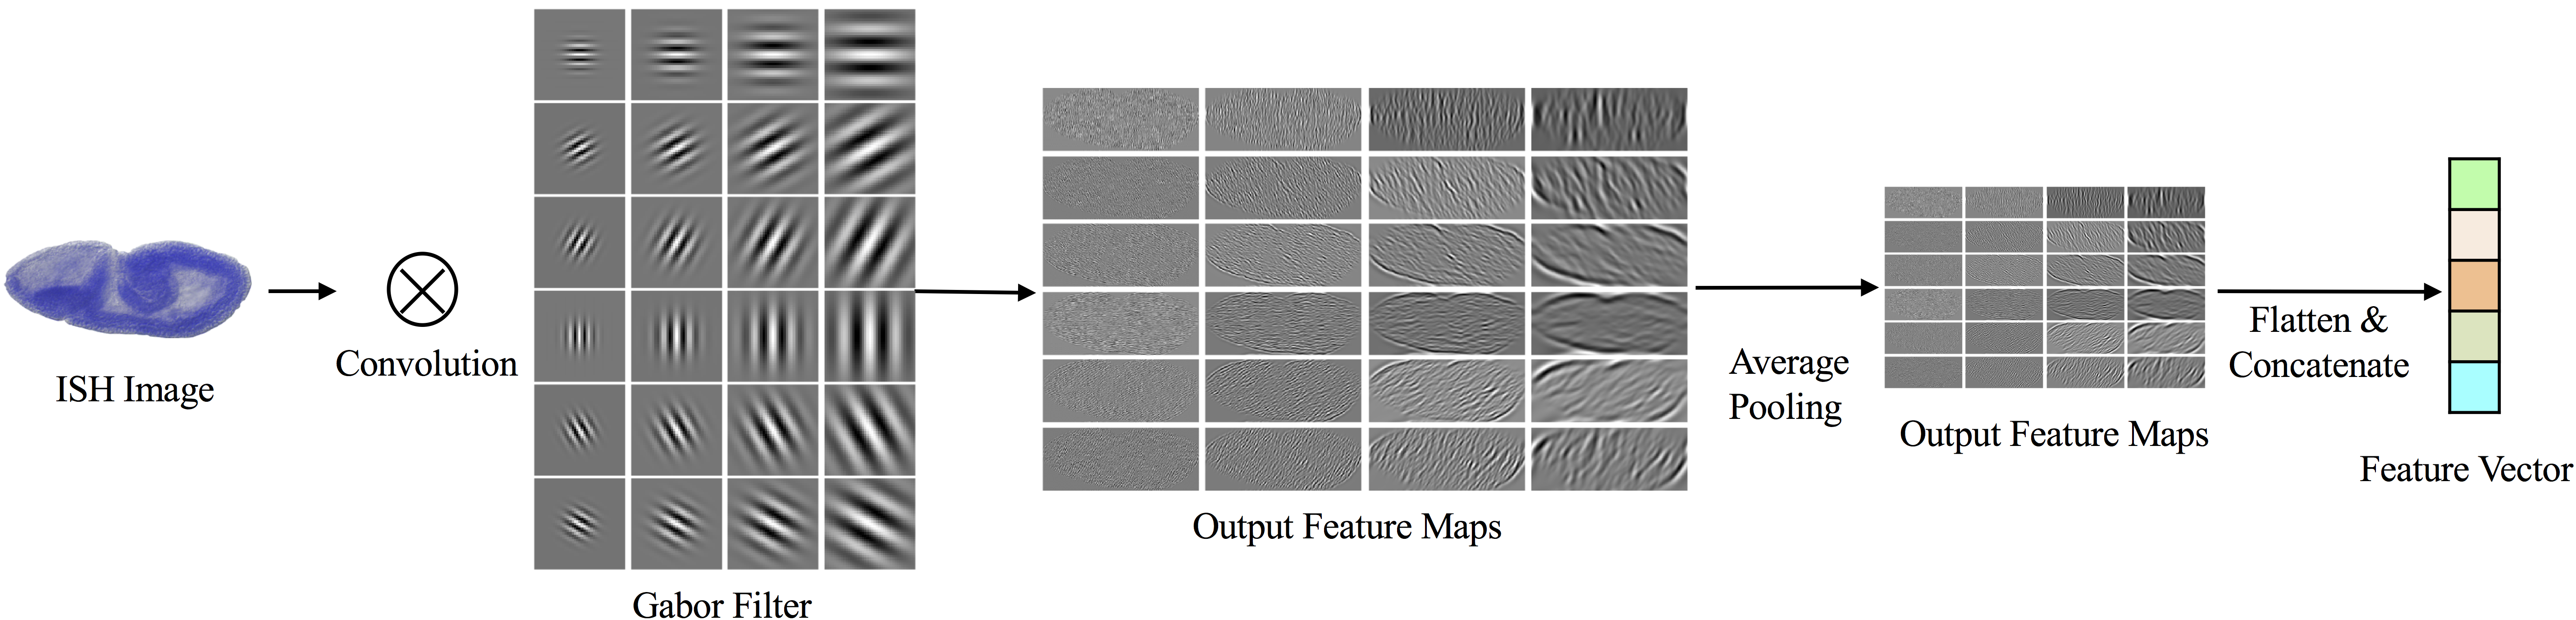 ISH Image
Convolution
Gabor Filter
Output Feature Maps
Average
Pooling
Output Feature Maps
Flatten &
Concatenate
Feature Vector